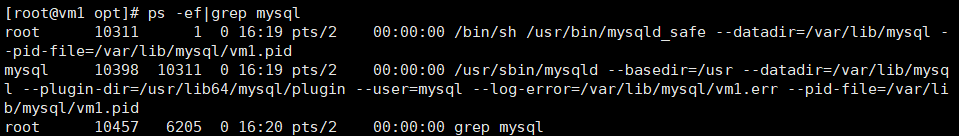 [root@vm1 opt]# ps -ef|grep mysql
root     10311     1  0 16:19 pts/2    00:00:00 /bin/sh /usr/bin/mysqld_safe --datadir=/var/lib/mysql -
-pid-file=/var/lib/mysql/vm1.pid
mysql    10398 10311  0 16:19 pts/2    00:00:00 /usr/sbin/mysqld --basedir=/usr --datadir=/var/lib/mysq
l --plugin-dir=/usr/lib64/mysql/plugin --user=mysql --log-error=/var/lib/mysql/vm1.err --pid-file=/var/li
b/mysql/vm1.pid
root     10457  6205  0 16:20 pts/2    00:00:00 grep mysql